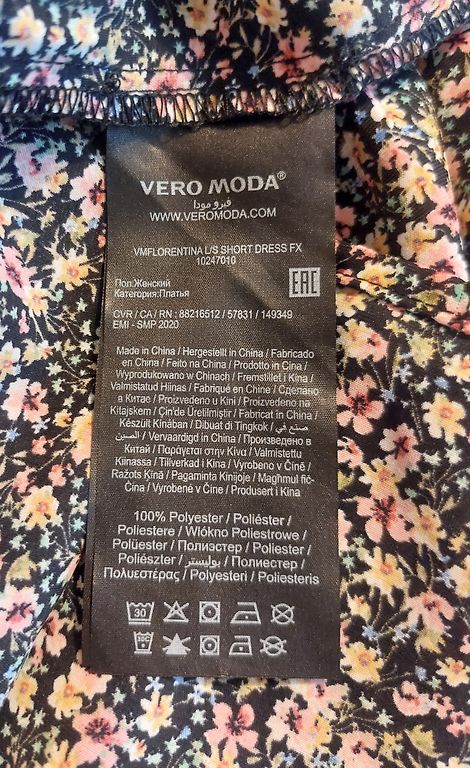 VERO MODA®
فيرو مودا
WWW.VEROMODA.COM
VMFLORENTINA L/S SHORT DRESS FX
10247010
Пол:Женский
Категория:Платья
EAC
CVR / CA / RN : 88216512 / 57831 / 149349
EMI - SMP 2020
Made in China / Hergestellt in China / Fabricado
en China / Feito na China / Prodotto in Cina /
Wyprodukowano w Chinach / Fremstillet i Kina /
Valmistatud Hiinas / Fabriqué en Chine / Сделано
в Китае / Proizvedeno u Kini / Proizvedeno na
Kitajskem / Çin'de Üretilmiştir / Fabricat in China /
Készült Kínában / Dibuat di Tingkok / صنع في
الصين / Vervaardigd in China / Произведено в
Китай / Παράγεται στην Κίνα / Valmistettu
Kiinassa / Tillverkad i Kina / Vyrobeno v Číně /
Ražots Ķīnā / Pagaminta Kinijoje / Maghmul fiċ-
Ċina / Vyrobené v Číne / Produsert i Kina
100% Polyester / Poliéster /
Poliestere / Włókno Poliestrowe /
Polüester / Полиэстер / Poliester /
Poliészter / بوليستر / Полиестер /
Πολυεστέρας / Polyesteri / Poliesteris
30